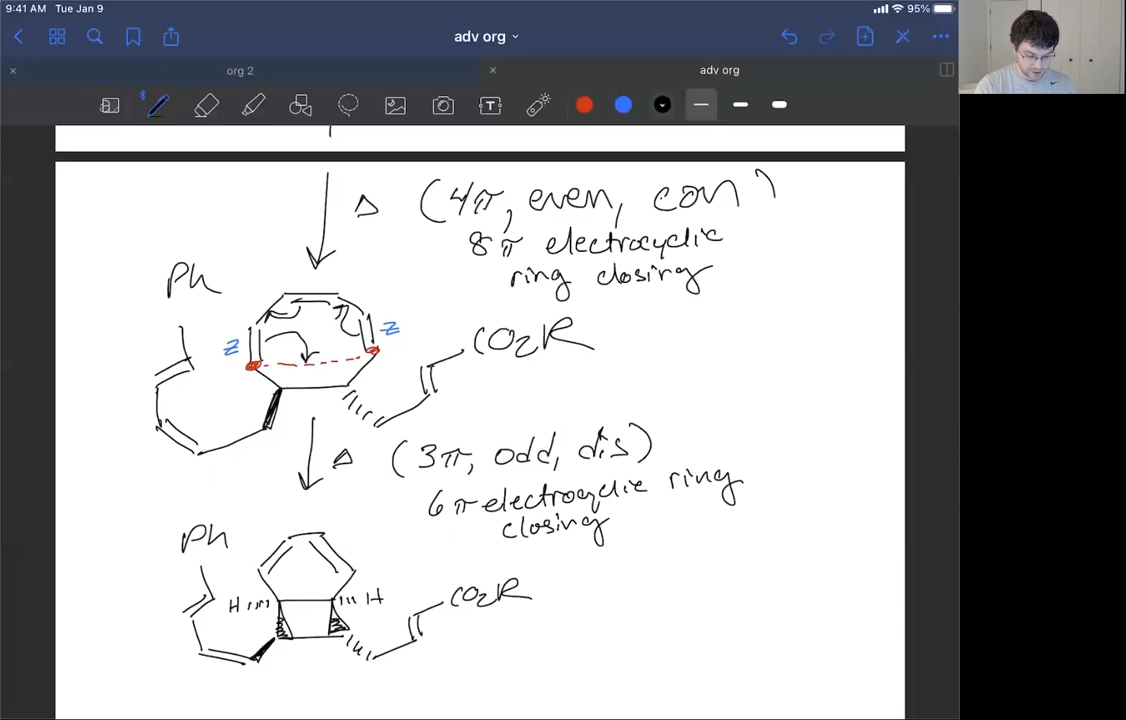 9:41 AM Tue Jan 9
95%
adv org
org 2
adv org
T
Δ (4π, even, con)
8π electrocyclic
ring closing
Ph
Z
Z
CO2R
Δ (3π, odd, dis)
6π electrocyclic ring
closing
Ph
H
H
CO2R